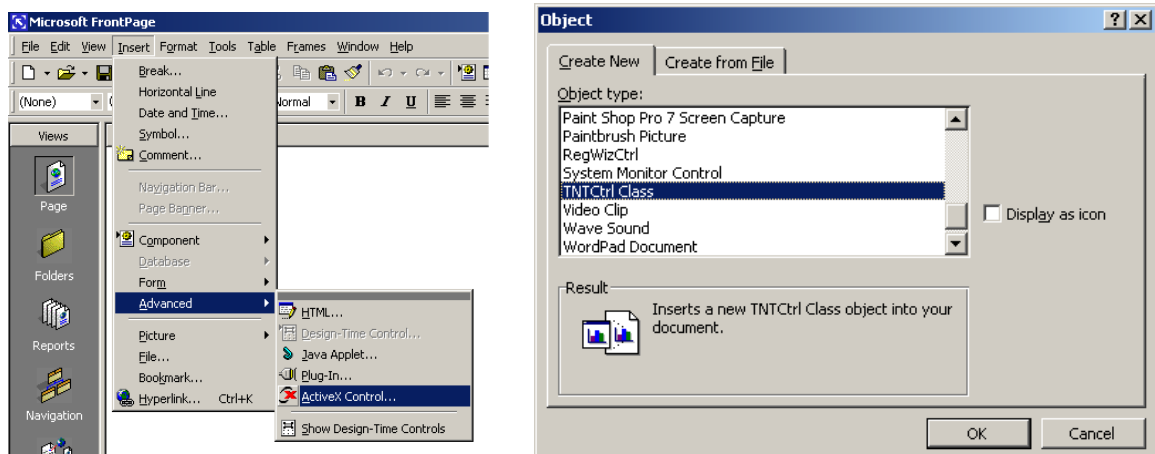 Microsoft FrontPage
File Edit View Insert Format Tools Table Frames Window Help
(None)
Normal B I U
Views
Page
Folders
Reports
Navigation
Break...
Horizontal Line
Date and Time...
Symbol...
Comment...
Navigation Bar...
Page Banner...
Component
Database
Form
Advanced
Picture
File...
Bookmark...
Hyperlink... Ctrl+K
HTML...
Design-Time Control...
Java Applet...
Plug-In...
ActiveX Control...
Show Design-Time Controls
Object
Create New Create from File
Object type:
Paint Shop Pro 7 Screen Capture
Paintbrush Picture
RegWizCtrl
System Monitor Control
TNTCtrl Class
Video Clip
Wave Sound
WordPad Document
Display as icon
Result
Inserts a new TNTCtrl Class object into your
document.
OK Cancel